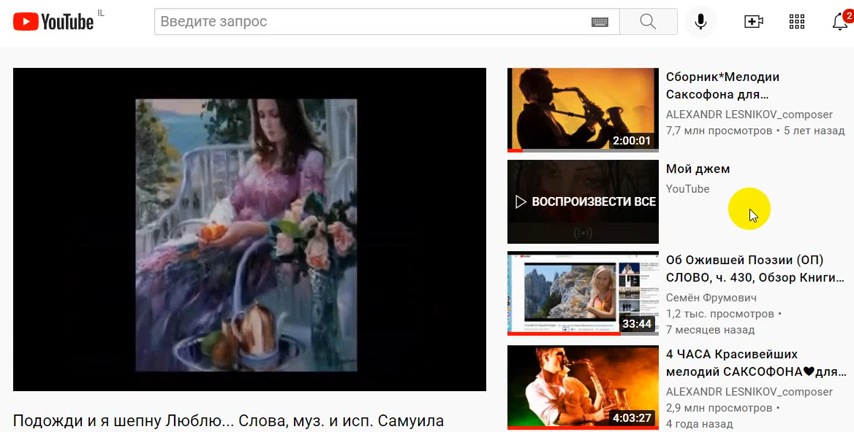 YouTube IL
Введите запрос
2
2:00:01
Сборник*Мелодии
Саксофона для...
ALEXANDR LESNIKOV_composer
7,7 млн просмотров • 5 лет назад
ВОСПРОИЗВЕСТИ ВСЕ
Мой джем
YouTube
33:44
Об Ожившей Поэзии (ОП)
СЛОВО, ч. 430, Обзор Книги...
Семён Фрумович
1,2 тыс. просмотров •
7 месяцев назад
4:03:27
4 ЧАСА Красивейших
мелодий САКСОФОНА♥для...
ALEXANDR LESNIKOV_composer
2,9 млн просмотров •
4 года назад
Подожди и я шепну Люблю... Слова, муз. и исп. Самуила